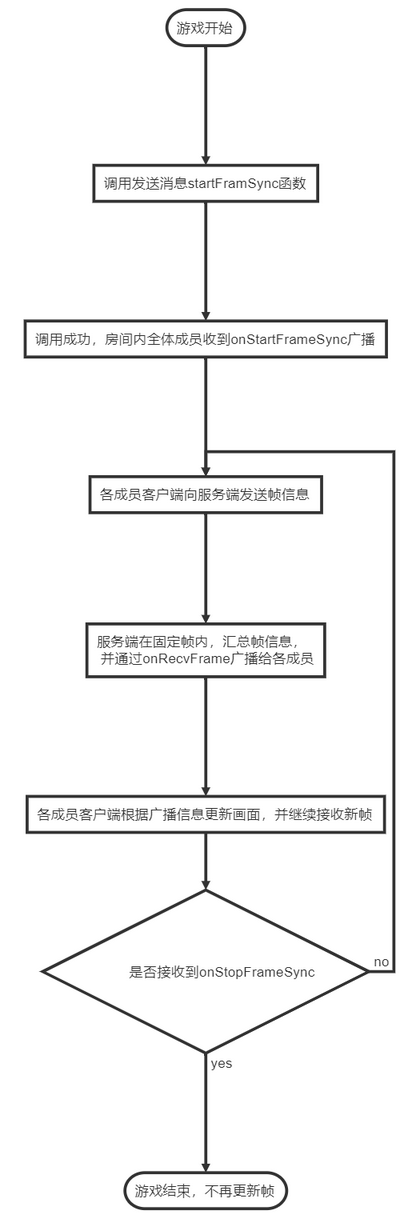 游戏开始
调用发送消息startFramSync函数
调用成功，房间内全体成员收到onStartFrameSync广播
各成员客户端向服务端发送帧信息
服务端在固定帧内，汇总帧信息，
并通过onRecvFrame广播给各成员
各成员客户端根据广播信息更新画面，并继续接收新帧
是否接收到onStopFrameSync
no
yes
游戏结束，不再更新帧